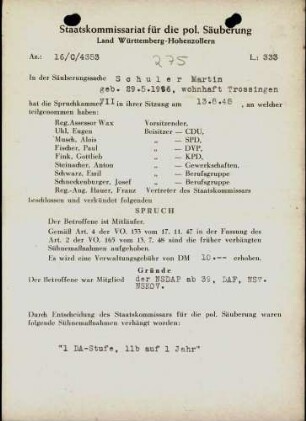 Staatskommissariat für die pol. Säuberung
Land Württemberg-Hohenzollern
Az.: 16/C/4353 275 L: 333
In der Säuberungssache Schuler Martin
geb. 29.5.1906, wohnhaft Trossingen
hat die Spruchkammer VII in ihrer Sitzung am 13.8.48, an welcher
teilgenommen haben:
Reg.Assessor Wax Vorsitzender,
Uhl, Eugen Beisitzer — CDU,
Musch, Alois „ — SPD,
Fischer, Paul „ — DVP,
Fink, Gottlich „ — KPD,
Steinacher, Anton „ — Gewerkschaften,
Schwarz, Emil „ — Berufsgruppe
Schneckenburger, Josef „ — Berufsgruppe
Reg.-Ang. Hauer, Franz Vertreter des Staatskommissars
beschlossen und verkündet folgenden
SPRUCH
Der Betroffene ist Mitläufer.
Gemäß Art. 4 der VO. 133 vom 17. 11. 47 in der Fassung des
Art. 2 der VO. 165 vom 13. 7. 48 sind die früher verhängten
Sühnemaßnahmen aufgehoben.
Es wird eine Verwaltungsgebühr von DM 10.-- erhoben.
Gründe
Der Betroffene war Mitglied der NSDAP ab 39, DAF, NSV.
NSKOV.
Durch Entscheidung des Staatskommissars für die pol. Säuberung waren
folgende Sühnemaßnahmen verhängt worden:
"1 DA-Stufe, 11b auf 1 Jahr"